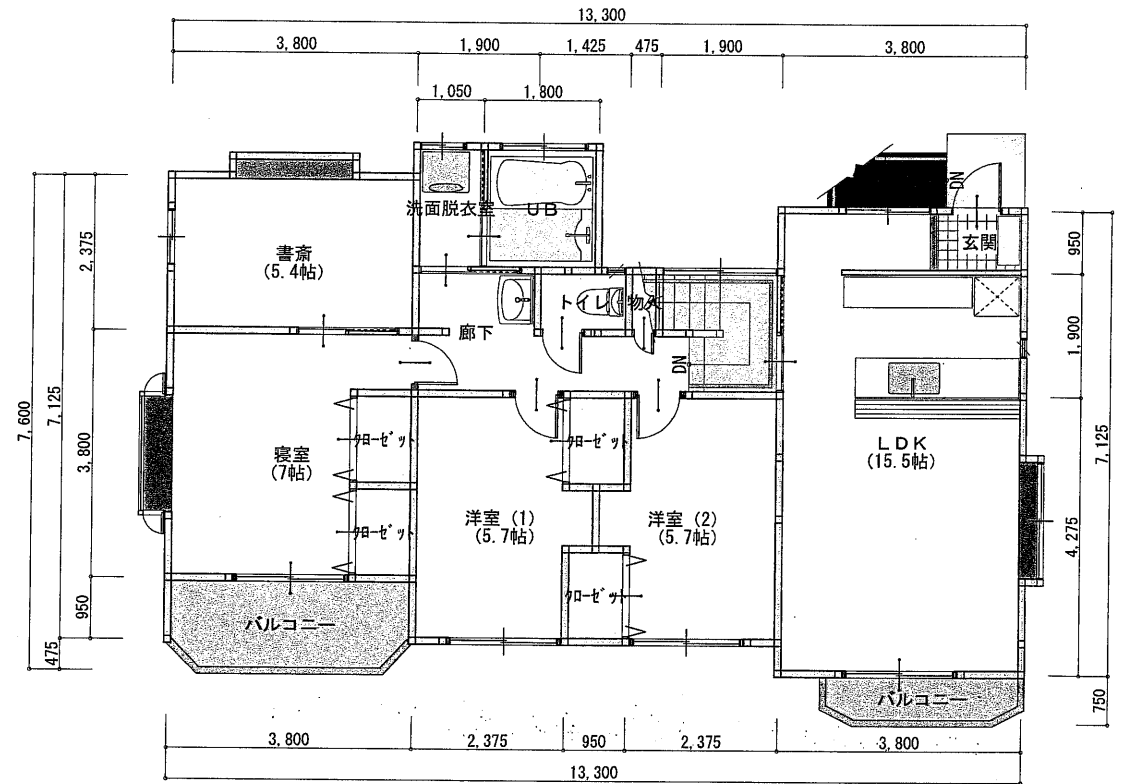 13,300
3,800
1,900
1,425
475
1,900
3,800
1,050
1,800
DN
洗面脱衣室
UB
書斎
(5.4帖)
玄関
トイレ
物入
廊下
DN
LDK
(15.5帖)
寝室
(7帖)
クローゼット
クローゼット
クローゼット
クローゼット
洋室 (1)
(5.7帖)
洋室 (2)
(5.7帖)
バルコニー
バルコニー
7,600
7,125
2,375
3,800
950
475
950
1,900
4,275
7,125
750
3,800
2,375
950
2,375
3,800
13,300